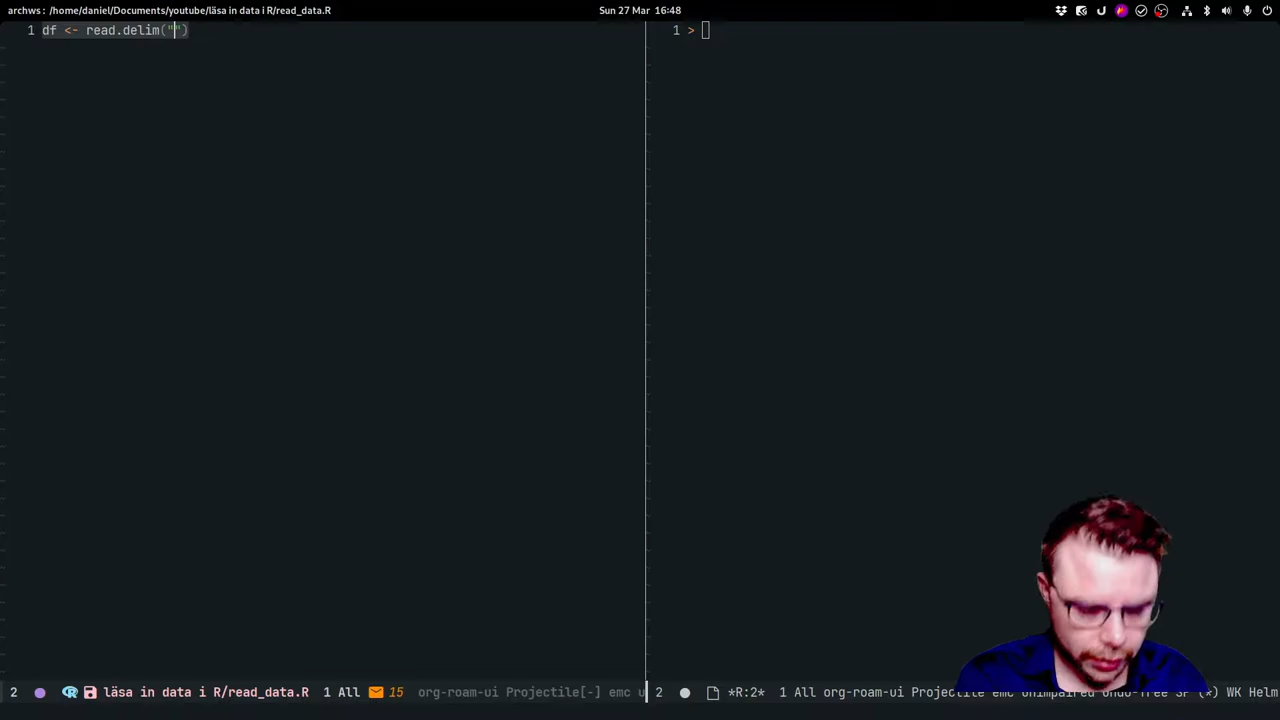 archws : /home/daniel/Documents/youtube/läsa in data i R/read_data.R
Sun 27 Mar 16:48
1 df <- read.delim("")
1 >
2 läsa in data i R/read_data.R 1 All 15 org-roam-ui Projectile[-] emc u
2 *R:2* 1 All org-roam-ui Projectile emc unimpaired undo-tree SP (*) WK Helm